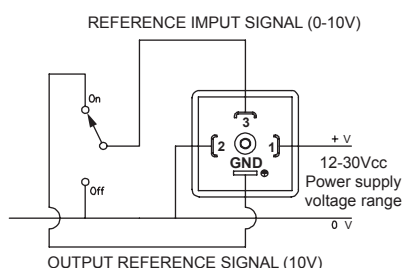 REFERENCE IMPUT SIGNAL (0-10V)
On
3
2
1
GND
+ V
12-30Vcc
Power supply
voltage range
Off
0 V
OUTPUT REFERENCE SIGNAL (10V)